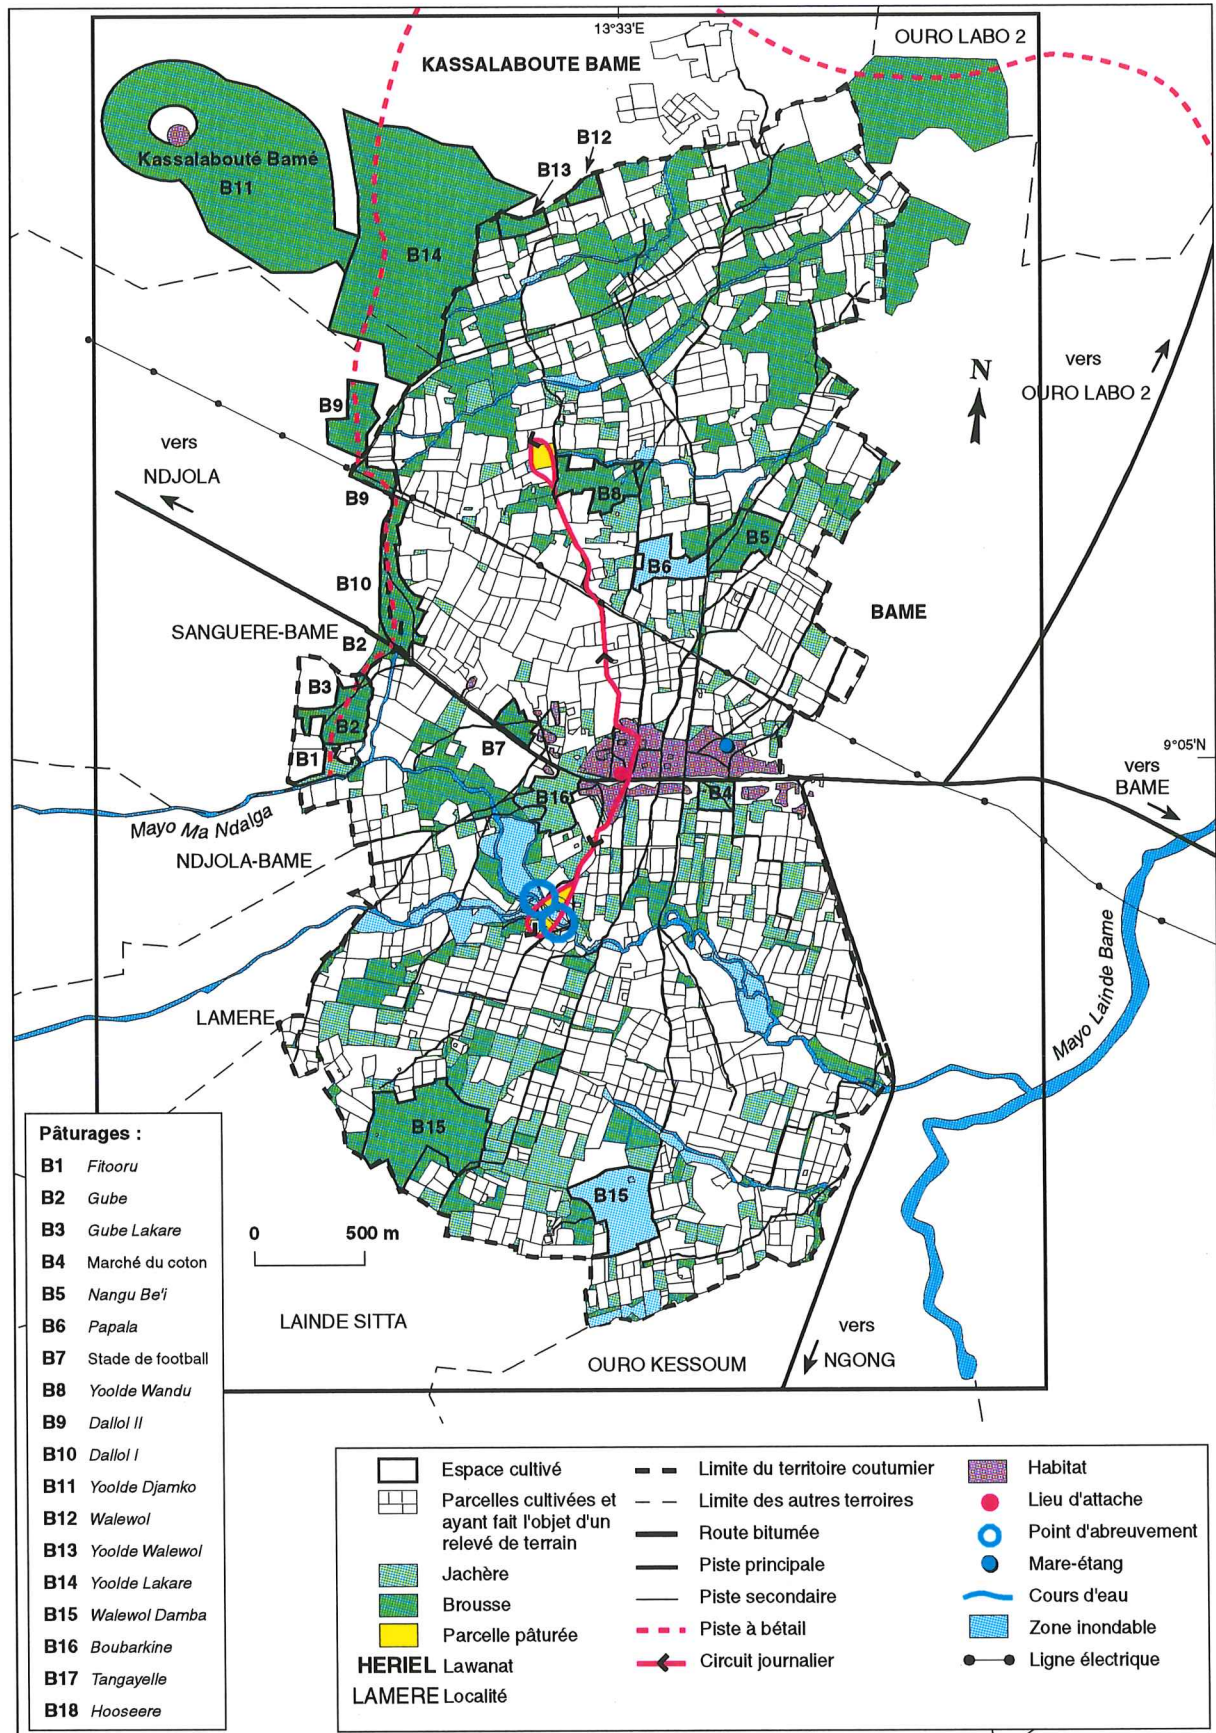 13°33'E
OURO LABO 2
KASSALABOUTE BAME
B12
B13
Kassalabouté Bamé
B11
B14
N
vers
OURO LABO 2
B9
vers
NDJOLA
B9
B8
B5
B6
B10
BAME
SANGUERE-BAME
B2
B3
B2
B7
B1
9°05'N
vers
BAME
B16
B4
Mayo Ma Ndalga
NDJOLA-BAME
Mayo Laïnde Bame
LAMERE
B15
B15
Pâturages :
B1 Fitooru
B2 Gube
B3 Gube Lakare
B4 Marché du coton
B5 Nangu Be'i
B6 Papala
B7 Stade de football
B8 Yoolde Wandu
B9 Dallol II
B10 Dallol I
B11 Yoolde Djamko
B12 Walewol
B13 Yoolde Walewol
B14 Yoolde Lakare
B15 Walewol Damba
B16 Boubarkine
B17 Tangayelle
B18 Hooseere
0 500 m
LAINDE SITTA
OURO KESSOUM
vers
NGONG
Espace cultivé
Parcelles cultivées et
ayant fait l'objet d'un
relevé de terrain
Jachère
Brousse
Parcelle pâturée
HERIEL Lawanat
LAMERE Localité
Limite du territoire coutumier
Limite des autres terroires
Route bitumée
Piste principale
Piste secondaire
Piste à bétail
Circuit journalier
Habitat
Lieu d'attache
Point d'abreuvement
Mare-étang
Cours d'eau
Zone inondable
Ligne électrique